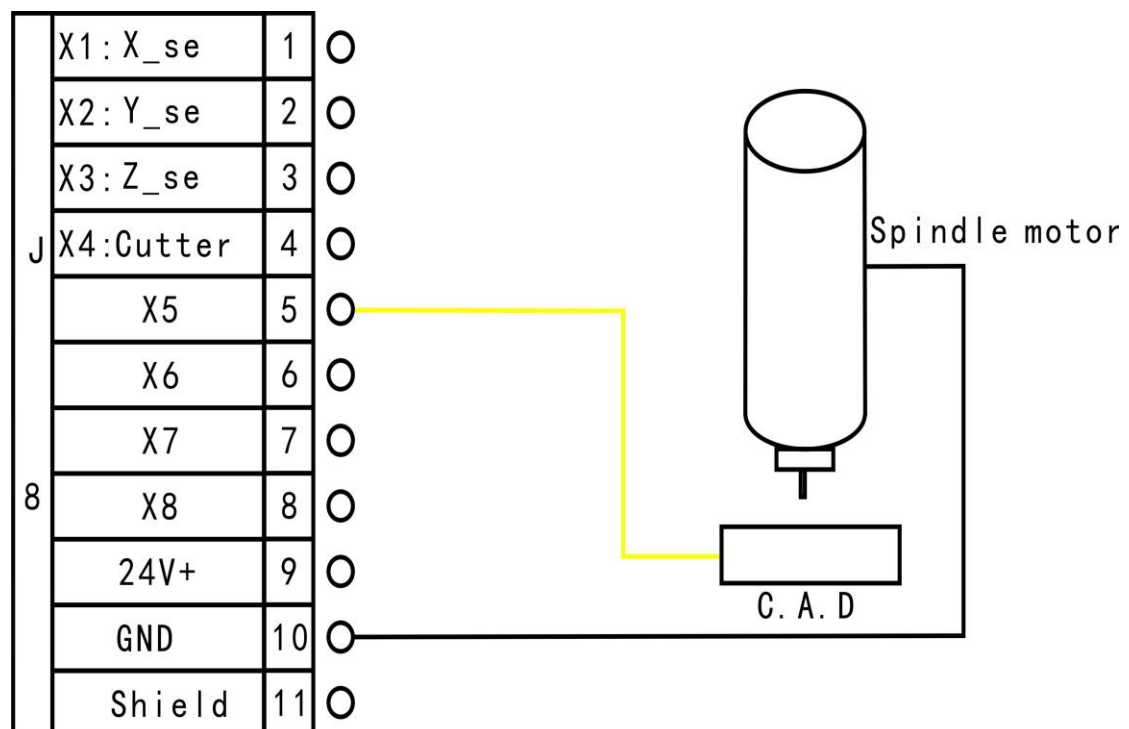 X1:X_se 1
X2:Y_se 2
X3:Z_se 3
J
X4:Cutter 4
Spindle motor
X5 5
X6 6
X7 7
8
X8 8
24V+ 9
C.A.D
GND 10
Shield 11